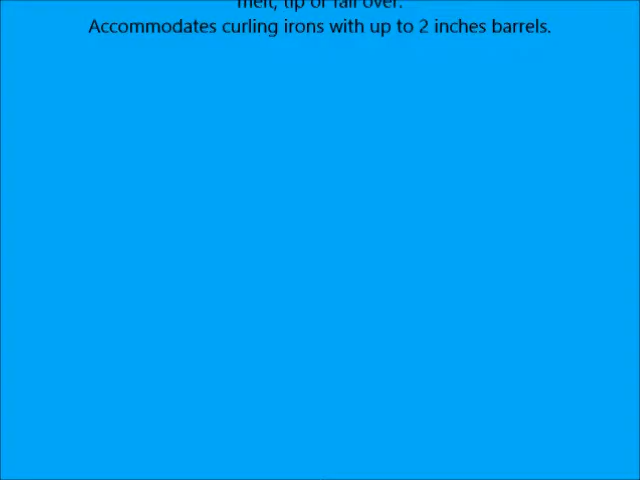 melt, tip or fall over.
Accommodates curling irons with up to 2 inches barrels.